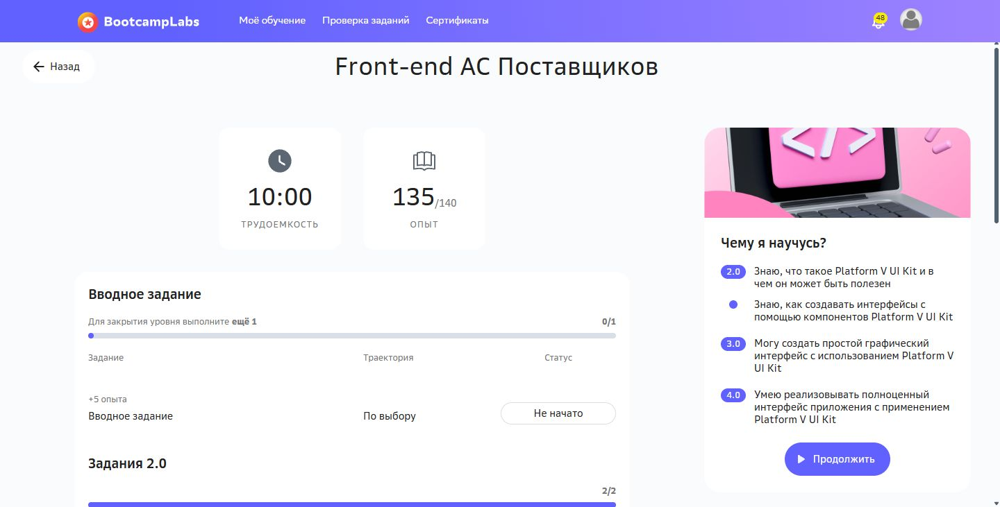 BootcampLabs
Моё обучение
Проверка заданий
Сертификаты
48
Назад
Front-end АС Поставщиков
10:00
ТРУДОЕМКОСТЬ
135/140
ОПЫТ
Вводное задание
Для закрытия уровня выполните ещё 1
0/1
Задание
Траектория
Статус
+5 опыта
Вводное задание
По выбору
Не начато
Задания 2.0
2/2
Чему я научусь?
2.0
Знаю, что такое Platform V UI Kit и в
чем он может быть полезен
Знаю, как создавать интерфейсы с
помощью компонентов Platform V UI Kit
3.0
Могу создать простой графический
интерфейс с использованием Platform V
UI Kit
4.0
Умею реализовывать полноценный
интерфейс приложения с применением
Platform V UI Kit
Продолжить